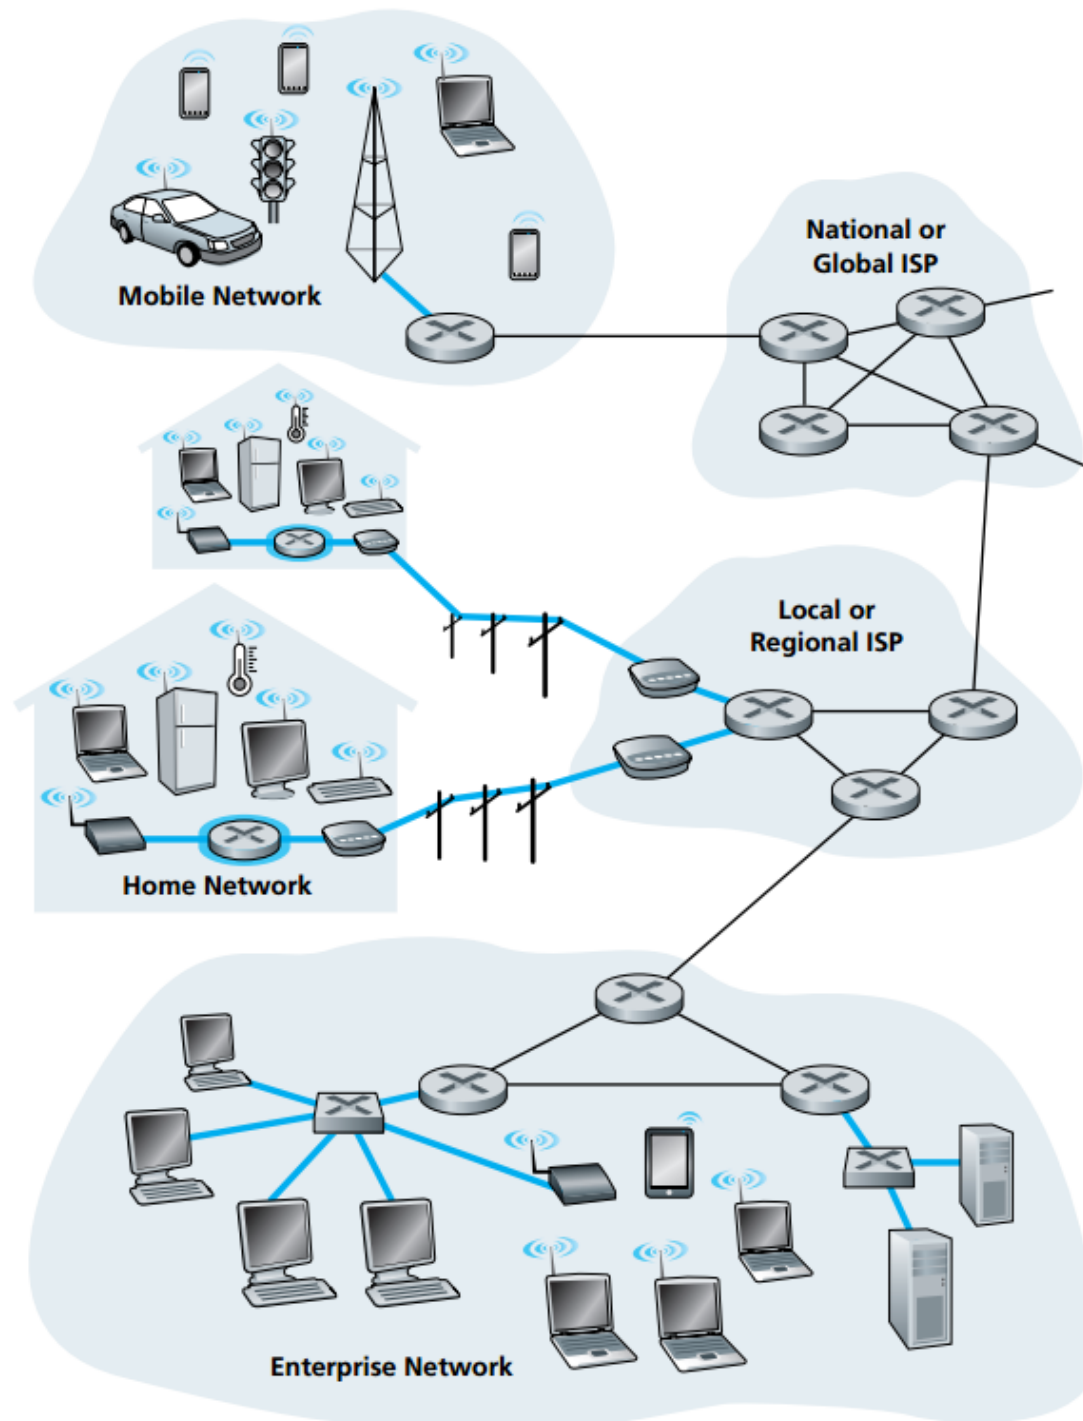 National or
Global ISP
Mobile Network
Local or
Regional ISP
Home Network
Enterprise Network